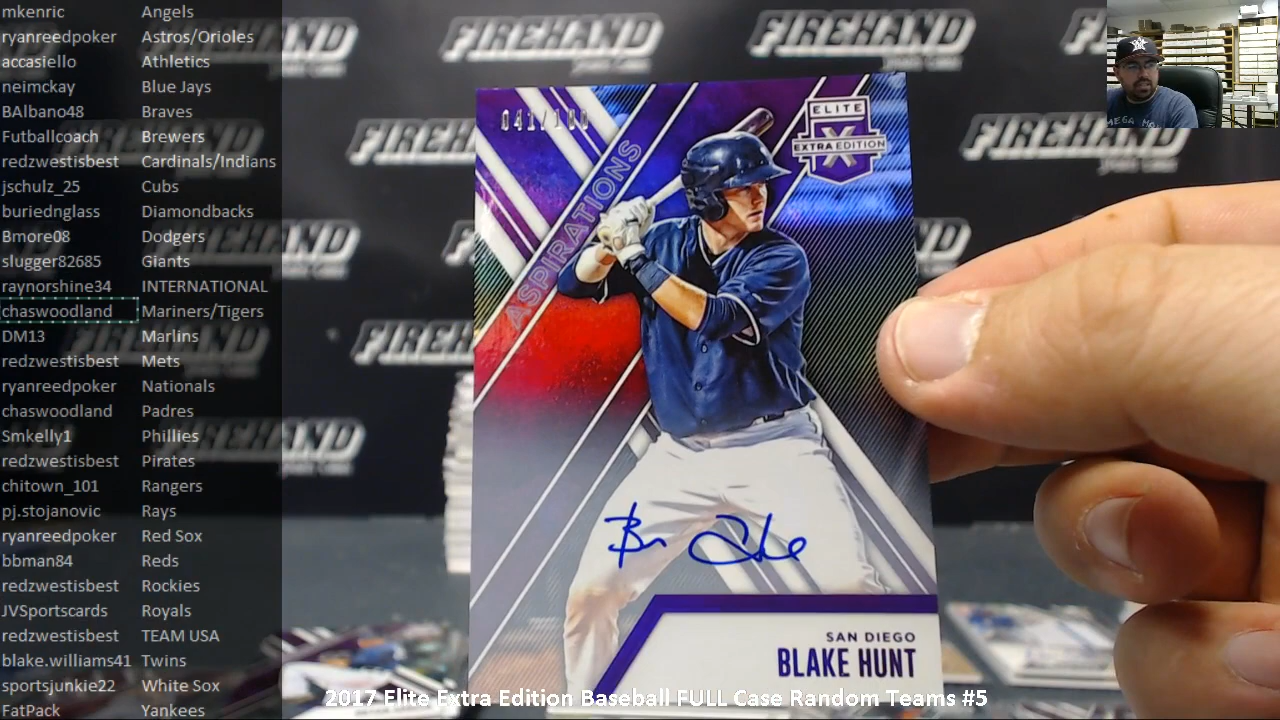 mkenric Angels
ryanreedpoker Astros/Orioles
accasiello Athletics
neimckay Blue Jays
BAlbano48 Braves
Futballcoach Brewers
redzwestisbest Cardinals/Indians
jschulz_25 Cubs
buriednglass Diamondbacks
Bmore08 Dodgers
slugger82685 Giants
raynorshine34 INTERNATIONAL
chaswoodland Mariners/Tigers
DM13 Marlins
redzwestisbest Mets
ryanreedpoker Nationals
chaswoodland Padres
Smkelly1 Phillies
redzwestisbest Pirates
chitown_101 Rangers
pj.stojanovic Rays
ryanreedpoker Red Sox
bbman84 Reds
redzwestisbest Rockies
JVSportscards Royals
redzwestisbest TEAM USA
blake.williams41 Twins
sportsjunkie22 White Sox
FatPack Yankees
FIREHAND
FIREHAND
041/100
ELITE
X
EXTRA EDITION
ASPIRATIONS
SAN DIEGO
BLAKE HUNT
2017 Elite Extra Edition Baseball FULL Case Random Teams #5